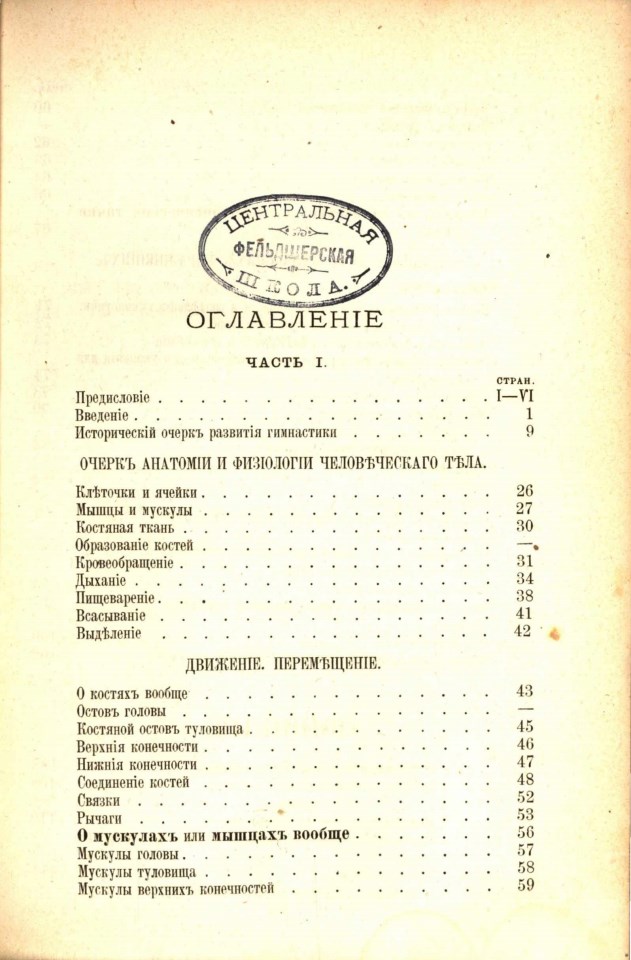 ЦЕНТРАЛЬНАЯ
ФЕЛЬДШЕРСКАЯ
ШКОЛА.
ОГЛАВЛЕНІЕ
ЧАСТЬ I.
СТРАН.
Предисловіе . . . . . . . . . . . . . . . . . I—VI
Введеніе . . . . . . . . . . . . . . . . . . 1
Историческій очеркъ развитія гимнастики . . . . . . . 9
ОЧЕРКЪ АНАТОМІИ И ФИЗІОЛОГІИ ЧЕЛОВѢЧЕСКАГО ТѢЛА.
Клѣточки и ячейки . . . . . . . . . . . . . . . 26
Мышцы и мускулы . . . . . . . . . . . . . . . 27
Костяная ткань . . . . . . . . . . . . . . . . 30
Образованіе костей . . . . . . . . . . . . . . . —
Кровеобращеніе . . . . . . . . . . . . . . . . 31
Дыханіе . . . . . . . . . . . . . . . . . . 34
Пищевареніе . . . . . . . . . . . . . . . . . 38
Всасываніе . . . . . . . . . . . . . . . . . 41
Выдѣленіе . . . . . . . . . . . . . . . . . 42
ДВИЖЕНІЕ. ПЕРЕМѢЩЕНІЕ.
О костяхъ вообще . . . . . . . . . . . . . . . 43
Остовъ головы . . . . . . . . . . . . . . . . —
Костяной остовъ туловища . . . . . . . . . . . . 45
Верхнія конечности . . . . . . . . . . . . . . . 46
Нижнія конечности . . . . . . . . . . . . . . . 47
Соединеніе костей . . . . . . . . . . . . . . . 48
Связки . . . . . . . . . . . . . . . . . . 52
Рычаги . . . . . . . . . . . . . . . . . . 53
О мускулахъ или мышцахъ вообще . . . . . . . 56
Мускулы головы . . . . . . . . . . . . . . . . 57
Мускулы туловища . . . . . . . . . . . . . . . 58
Мускулы верхнихъ конечностей . . . . . . . . . . 59